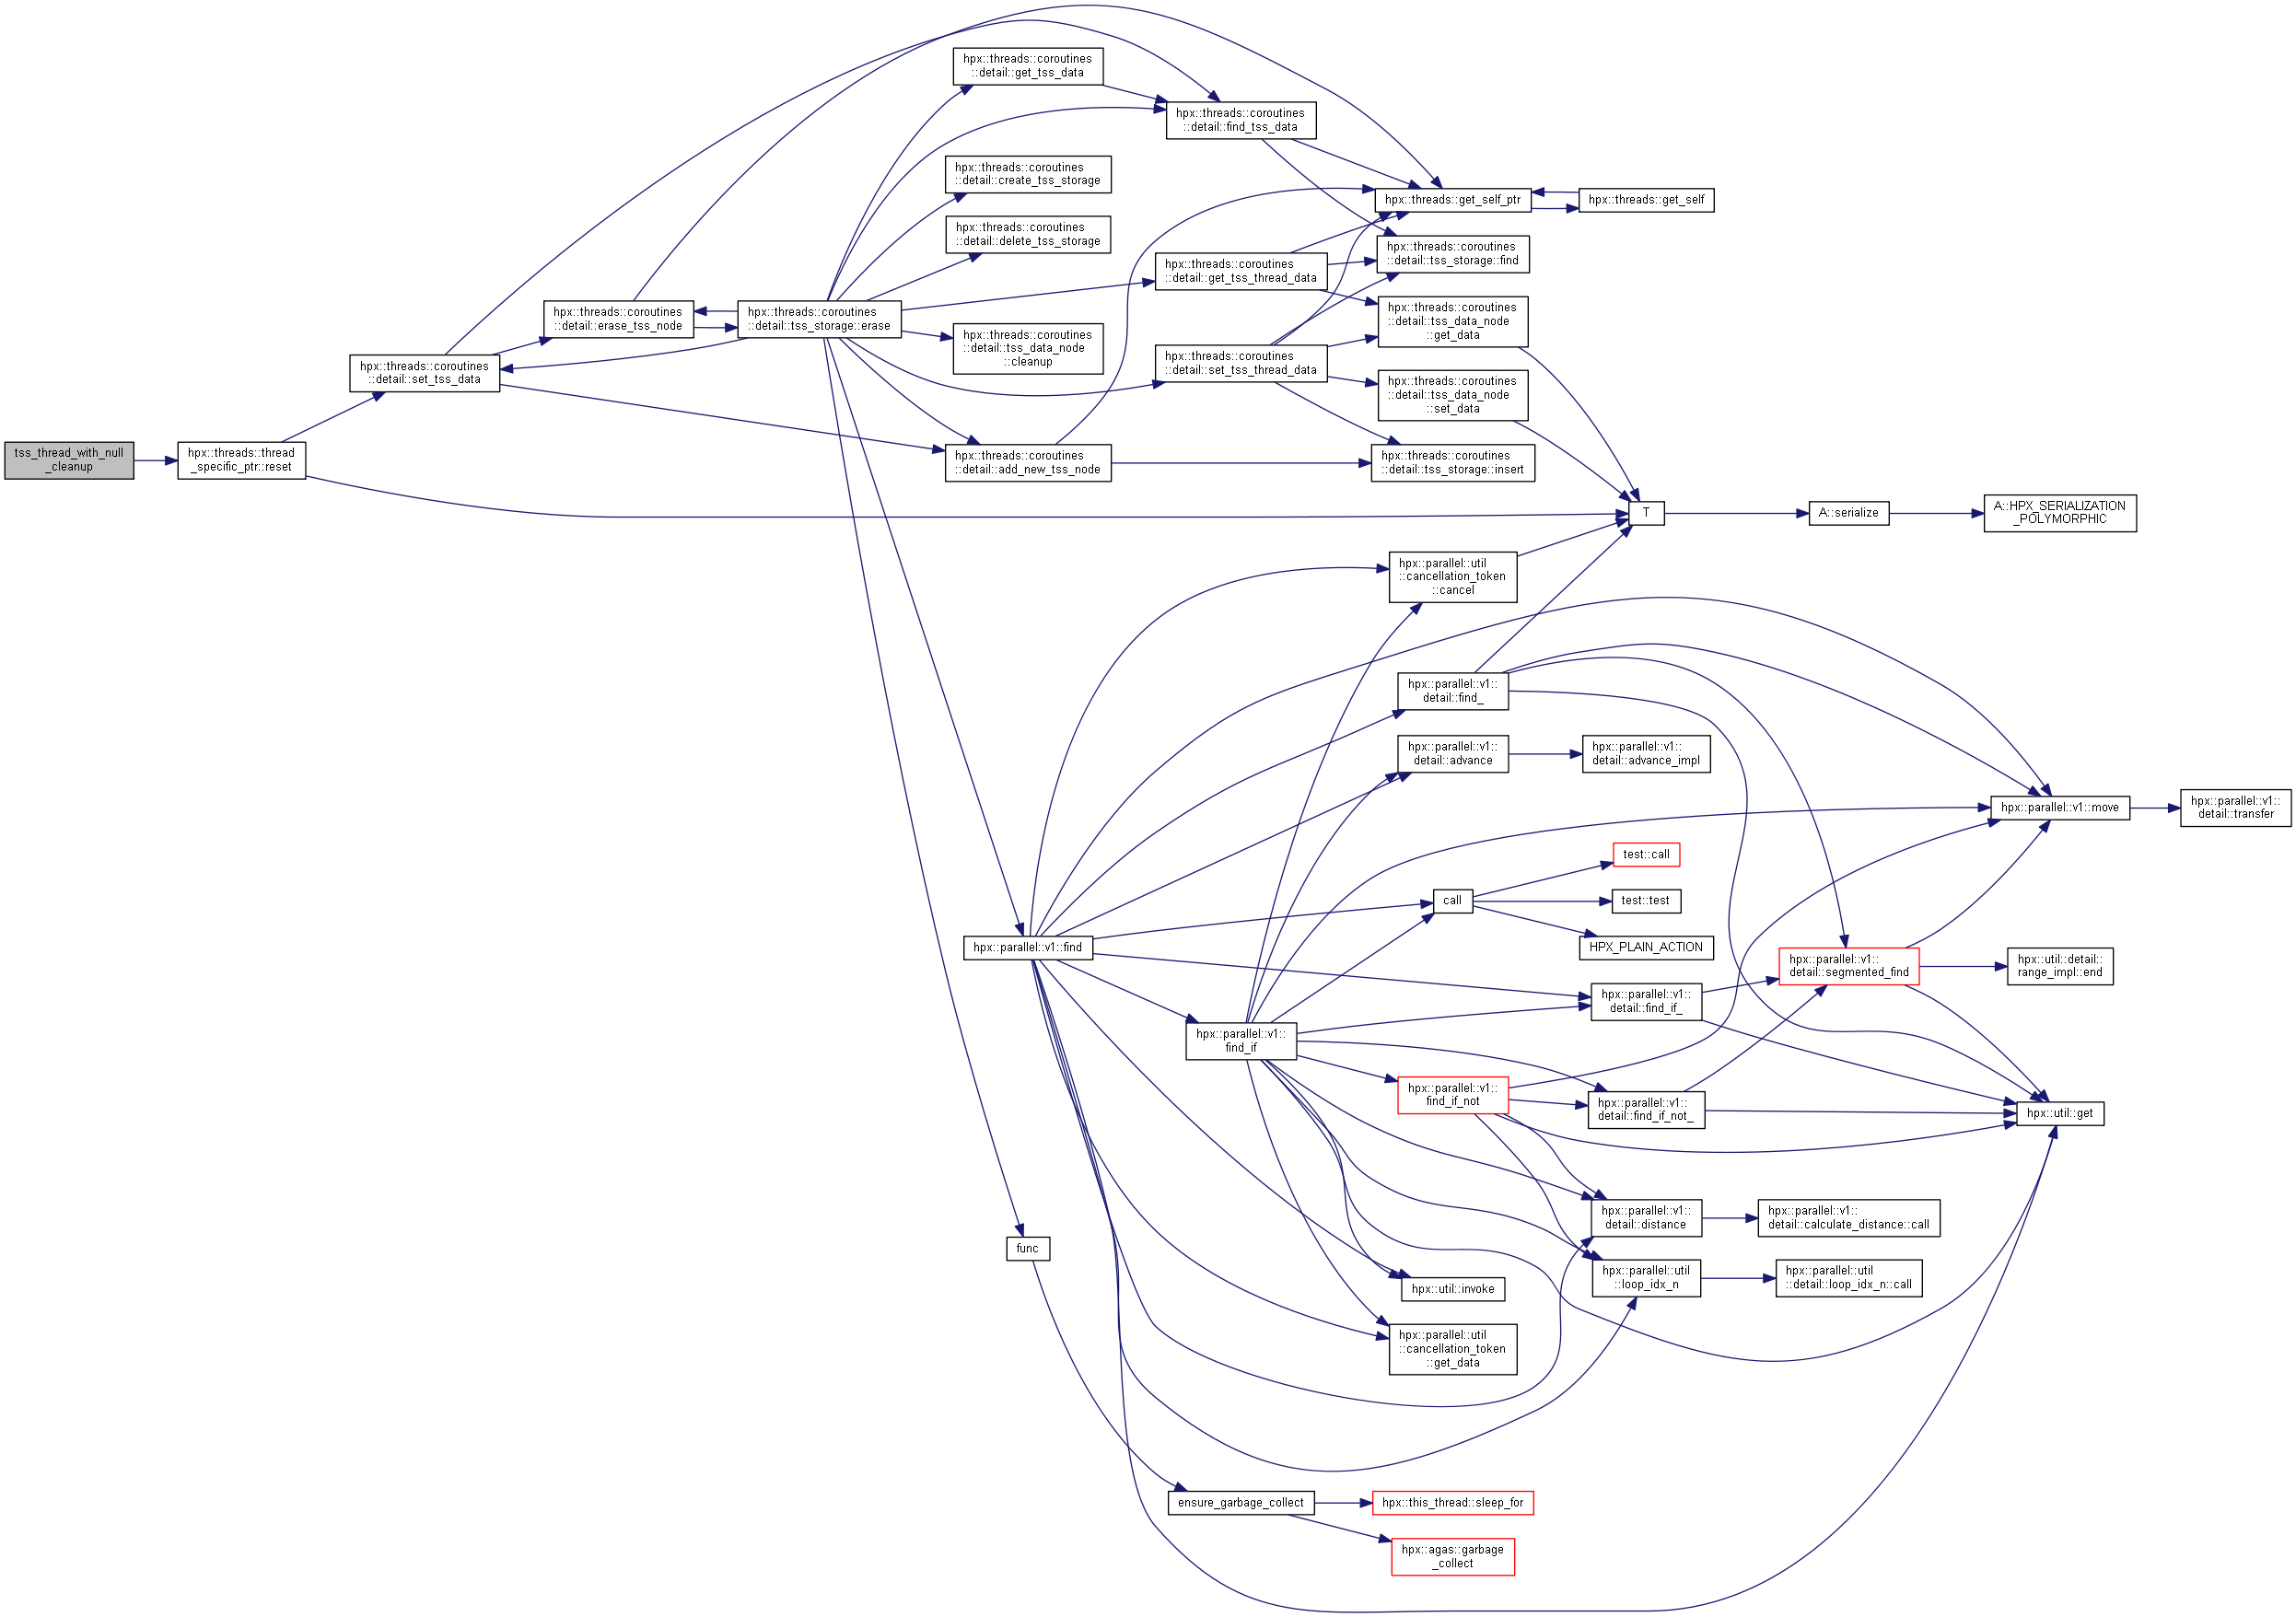 hpx::threads::coroutines
::detail::get_tss_data
hpx::threads::coroutines
::detail::find_tss_data
hpx::threads::coroutines
::detail::create_tss_storage
hpx::threads::get_self_ptr
hpx::threads::get_self
hpx::threads::coroutines
::detail::delete_tss_storage
hpx::threads::coroutines
::detail::tss_storage::find
hpx::threads::coroutines
::detail::get_tss_thread_data
hpx::threads::coroutines
::detail::erase_tss_node
hpx::threads::coroutines
::detail::tss_storage::erase
hpx::threads::coroutines
::detail::tss_data_node
::get_data
hpx::threads::coroutines
::detail::tss_data_node
::cleanup
hpx::threads::coroutines
::detail::set_tss_data
hpx::threads::coroutines
::detail::set_tss_thread_data
hpx::threads::coroutines
::detail::tss_data_node
::set_data
tss_thread_with_null
_cleanup
hpx::threads::thread
_specific_ptr::reset
hpx::threads::coroutines
::detail::add_new_tss_node
hpx::threads::coroutines
::detail::tss_storage::insert
T
A::serialize
A::HPX_SERIALIZATION
_POLYMORPHIC
hpx::parallel::util
::cancellation_token
::cancel
hpx::parallel::v1::
detail::find_
hpx::parallel::v1::
detail::advance
hpx::parallel::v1::
detail::advance_impl
hpx::parallel::v1::move
hpx::parallel::v1::
detail::transfer
test::call
call
test::test
HPX_PLAIN_ACTION
hpx::parallel::v1::find
hpx::parallel::v1::
detail::segmented_find
hpx::util::detail::
range_impl::end
hpx::parallel::v1::
detail::find_if_
hpx::parallel::v1::
find_if
hpx::parallel::v1::
find_if_not
hpx::parallel::v1::
detail::find_if_not_
hpx::util::get
hpx::parallel::v1::
detail::distance
hpx::parallel::v1::
detail::calculate_distance::call
func
hpx::util::invoke
hpx::parallel::util
::loop_idx_n
hpx::parallel::util
::detail::loop_idx_n::call
hpx::parallel::util
::cancellation_token
::get_data
ensure_garbage_collect
hpx::this_thread::sleep_for
hpx::agas::garbage
_collect